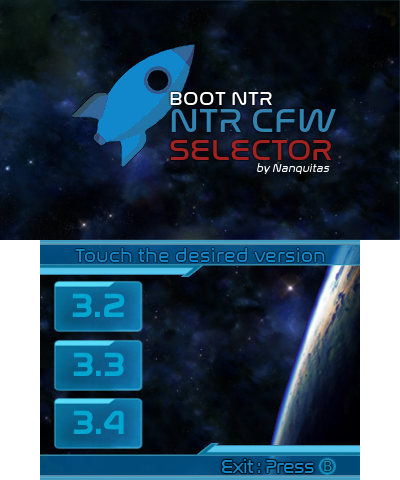 BOOT NTR
NTR CFW
SELECTOR
by Nanquitas
Touch the desired version
3.2
3.3
3.4
Exit : Press Ⓑ